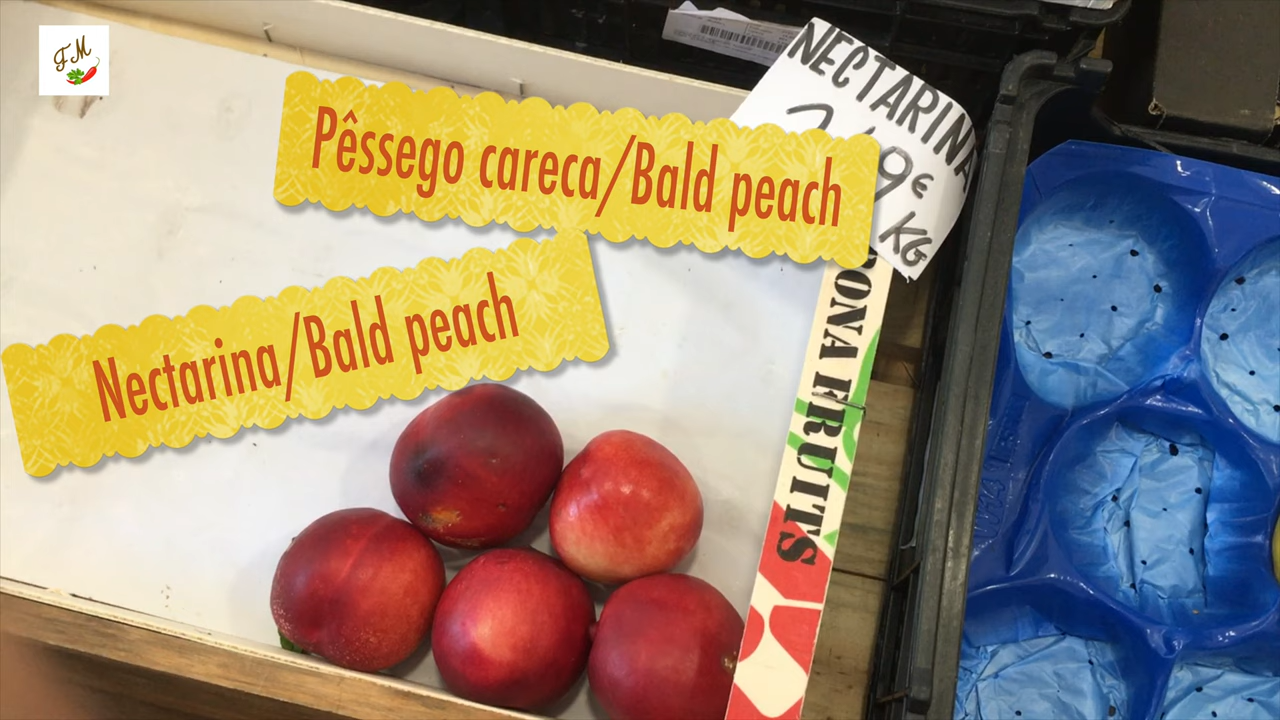 FM
NECTARINA
9€
KG
Pêssego careca/Bald peach
Nectarina/Bald peach
ONA FRUITS